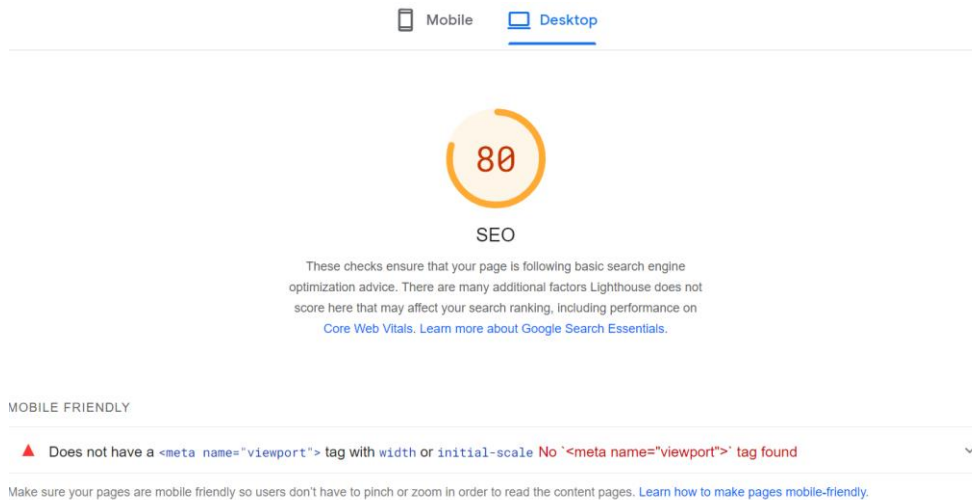 Mobile Desktop
80
SEO
These checks ensure that your page is following basic search engine
optimization advice. There are many additional factors Lighthouse does not
score here that may affect your search ranking, including performance on
Core Web Vitals. Learn more about Google Search Essentials.
MOBILE FRIENDLY
Does not have a <meta name="viewport"> tag with width or initial-scale No `<meta name="viewport">` tag found
Make sure your pages are mobile friendly so users don’t have to pinch or zoom in order to read the content pages. Learn how to make pages mobile-friendly.